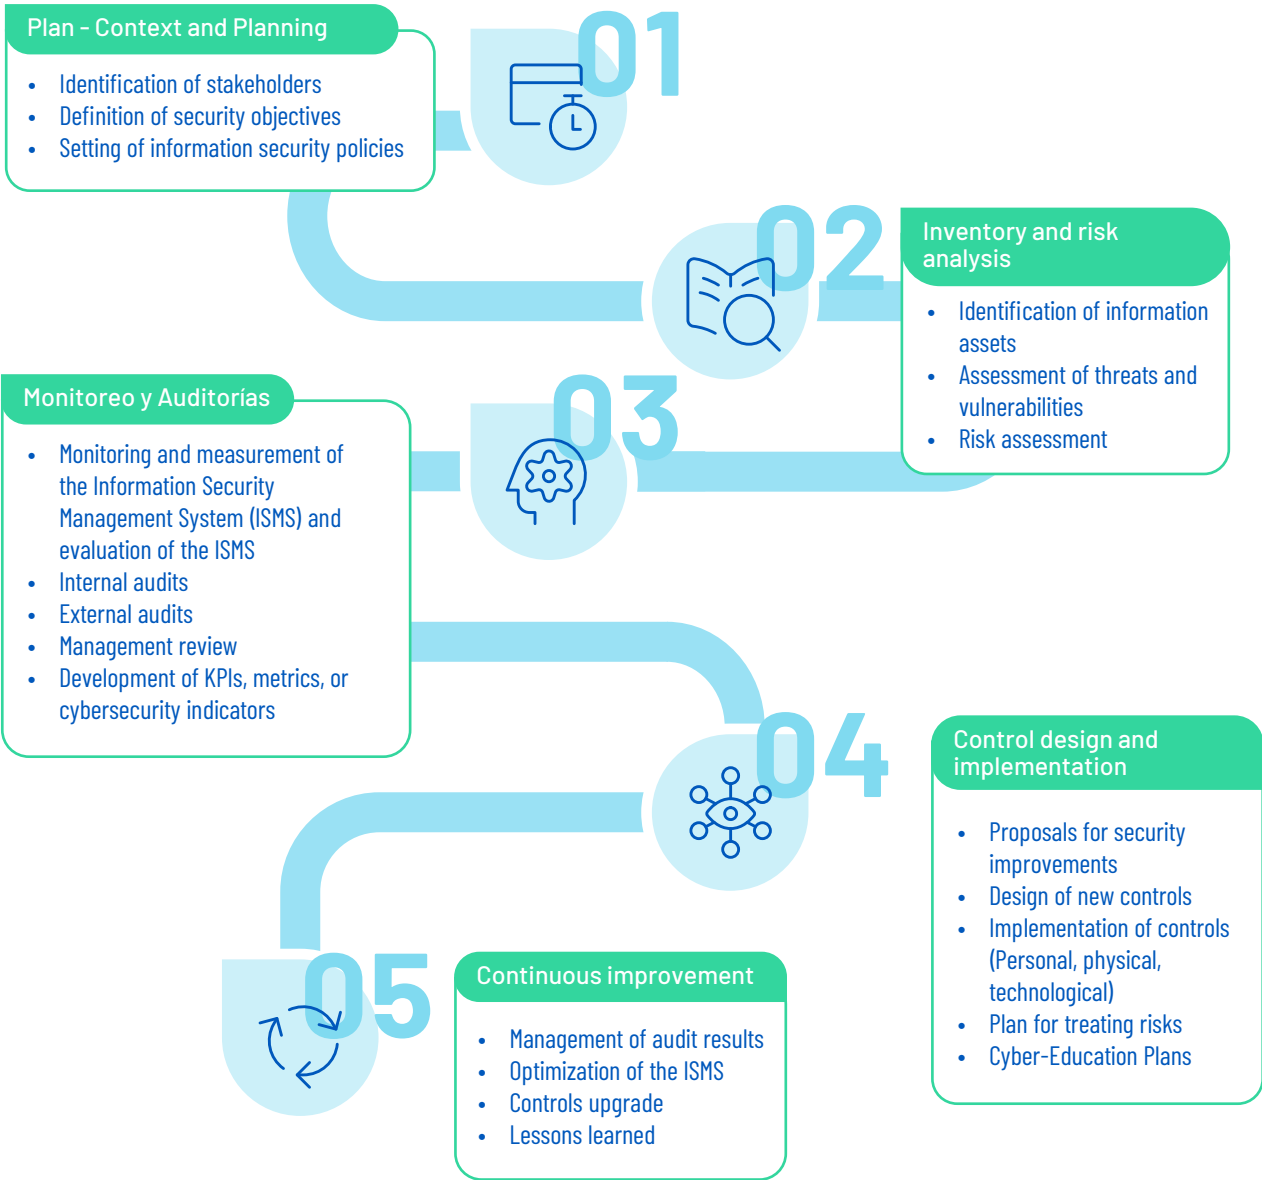 Plan - Context and Planning
• Identification of stakeholders
• Definition of security objectives
• Setting of information security policies
01
02
Inventory and risk
analysis
• Identification of information
assets
• Assessment of threats and
vulnerabilities
• Risk assessment
03
Monitoreo y Auditorías
• Monitoring and measurement of
the Information Security
Management System (ISMS) and
evaluation of the ISMS
• Internal audits
• External audits
• Management review
• Development of KPIs, metrics, or
cybersecurity indicators
04
Control design and
implementation
• Proposals for security
improvements
• Design of new controls
• Implementation of controls
(Personal, physical,
technological)
• Plan for treating risks
• Cyber-Education Plans
05
Continuous improvement
• Management of audit results
• Optimization of the ISMS
• Controls upgrade
• Lessons learned